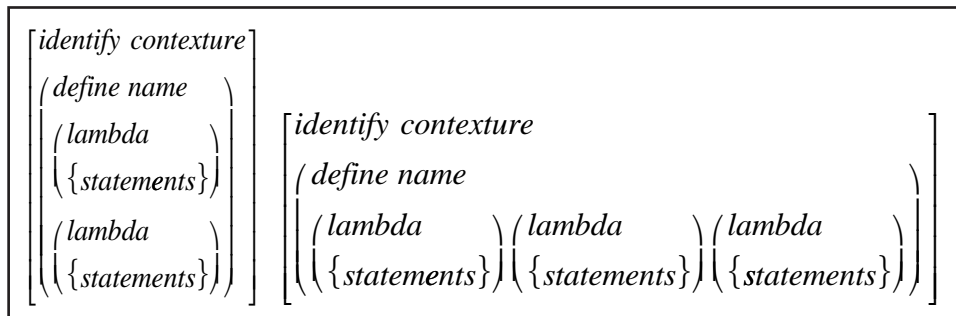 identify contexture
define name
lambda
{statements}
lambda
{statements}
identify contexture
define name
lambda lambda lambda
{statements} {statements} {statements}